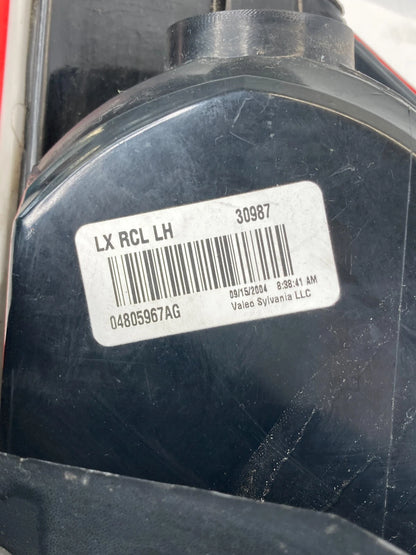 LX RCL LH 30987
04805967AG
09/15/2004 8:38:41 AM
Valeo Sylvania LLC